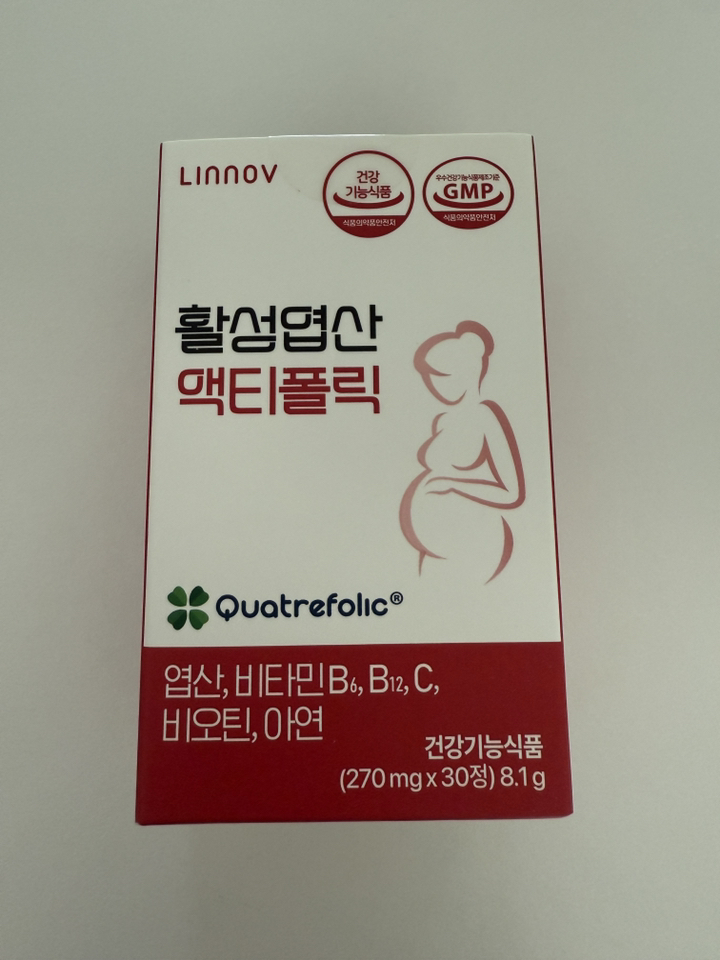 LINNOV
건강
기능식품
식품의약품안전처
우수건강기능식품제조기준
GMP
식품의약품안전처
활성엽산
액티폴릭
Quatrefolic®
엽산, 비타민B6, B12, C,
비오틴, 아연
건강기능식품
(270 mg x 30정) 8.1 g